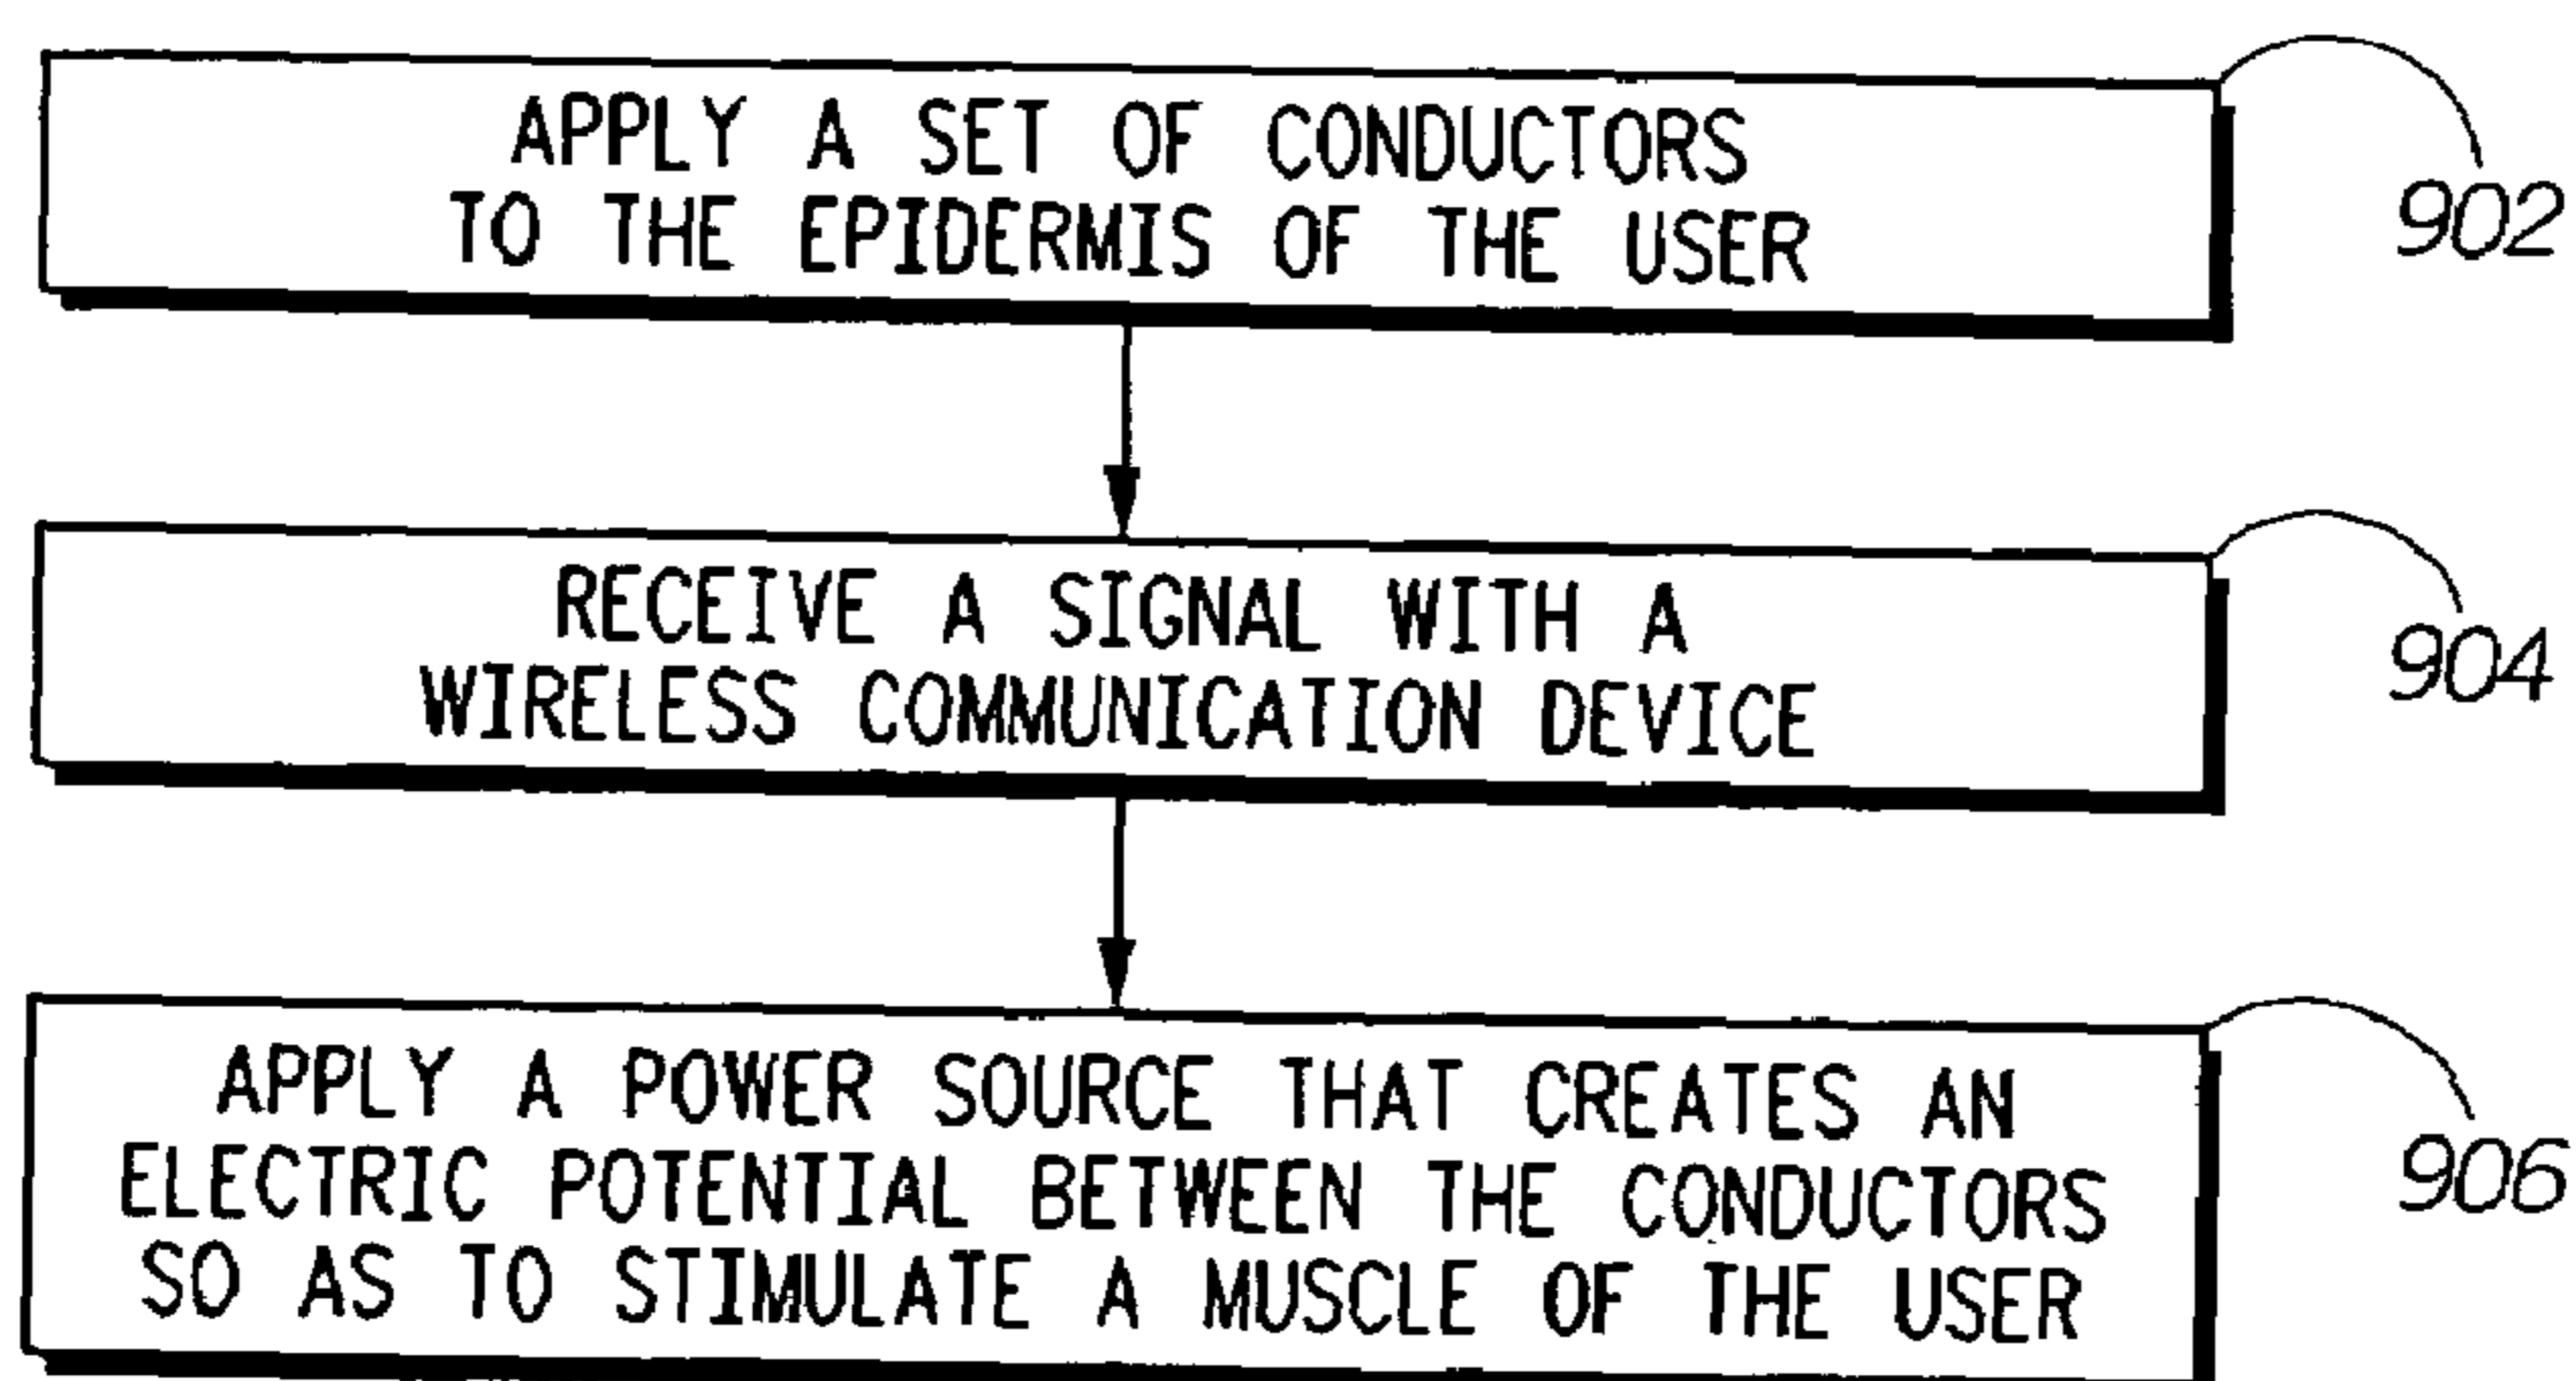 APPLY A SET OF CONDUCTORS
TO THE EPIDERMIS OF THE USER
902
RECEIVE A SIGNAL WITH A
WIRELESS COMMUNICATION DEVICE
904
APPLY A POWER SOURCE THAT CREATES AN
ELECTRIC POTENTIAL BETWEEN THE CONDUCTORS
SO AS TO STIMULATE A MUSCLE OF THE USER
906